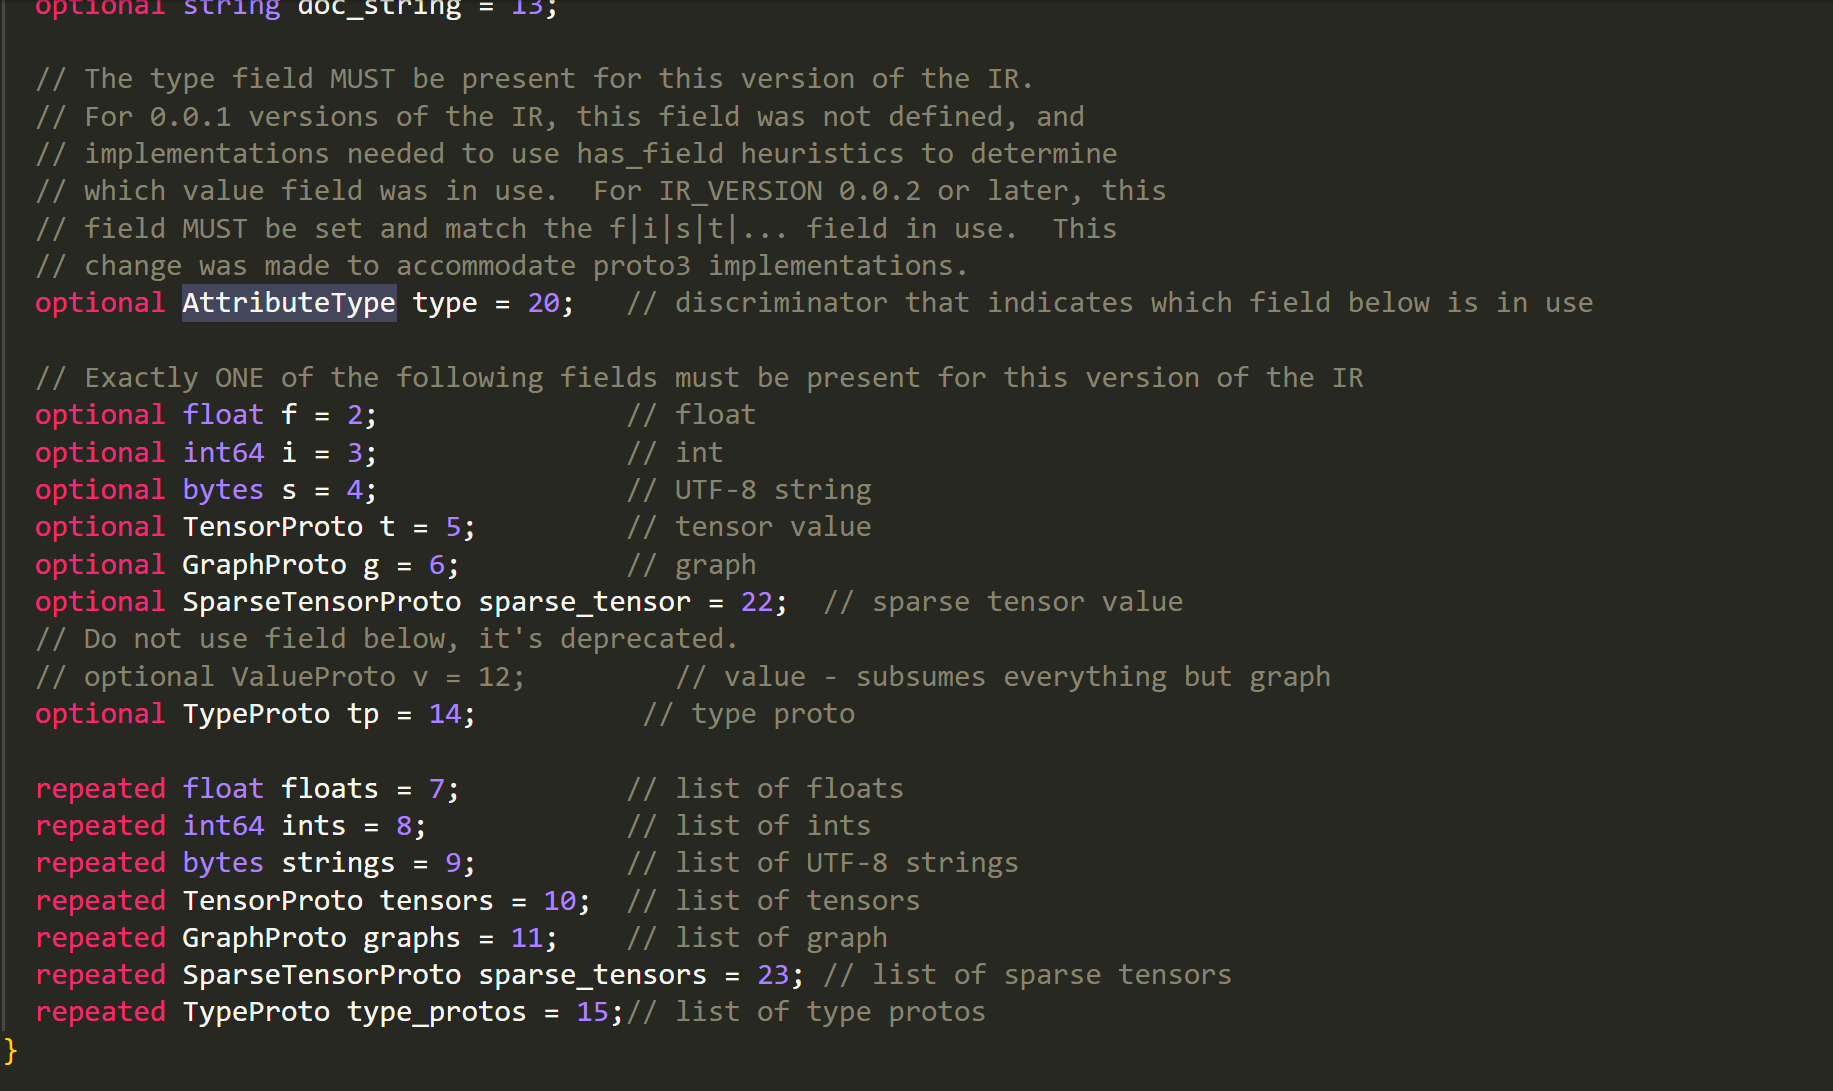 optional string doc_string = 13;
// The type field MUST be present for this version of the IR.
// For 0.0.1 versions of the IR, this field was not defined, and
// implementations needed to use has_field heuristics to determine
// which value field was in use.  For IR_VERSION 0.0.2 or later, this
// field MUST be set and match the f|i|s|t|... field in use.  This
// change was made to accommodate proto3 implementations.
optional AttributeType type = 20;   // discriminator that indicates which field below is in use
// Exactly ONE of the following fields must be present for this version of the IR
optional float f = 2;               // float
optional int64 i = 3;               // int
optional bytes s = 4;               // UTF-8 string
optional TensorProto t = 5;         // tensor value
optional GraphProto g = 6;          // graph
optional SparseTensorProto sparse_tensor = 22;  // sparse tensor value
// Do not use field below, it's deprecated.
// optional ValueProto v = 12;         // value - subsumes everything but graph
optional TypeProto tp = 14;          // type proto
repeated float floats = 7;          // list of floats
repeated int64 ints = 8;            // list of ints
repeated bytes strings = 9;         // list of UTF-8 strings
repeated TensorProto tensors = 10;  // list of tensors
repeated GraphProto graphs = 11;    // list of graph
repeated SparseTensorProto sparse_tensors = 23; // list of sparse tensors
repeated TypeProto type_protos = 15;// list of type protos
}